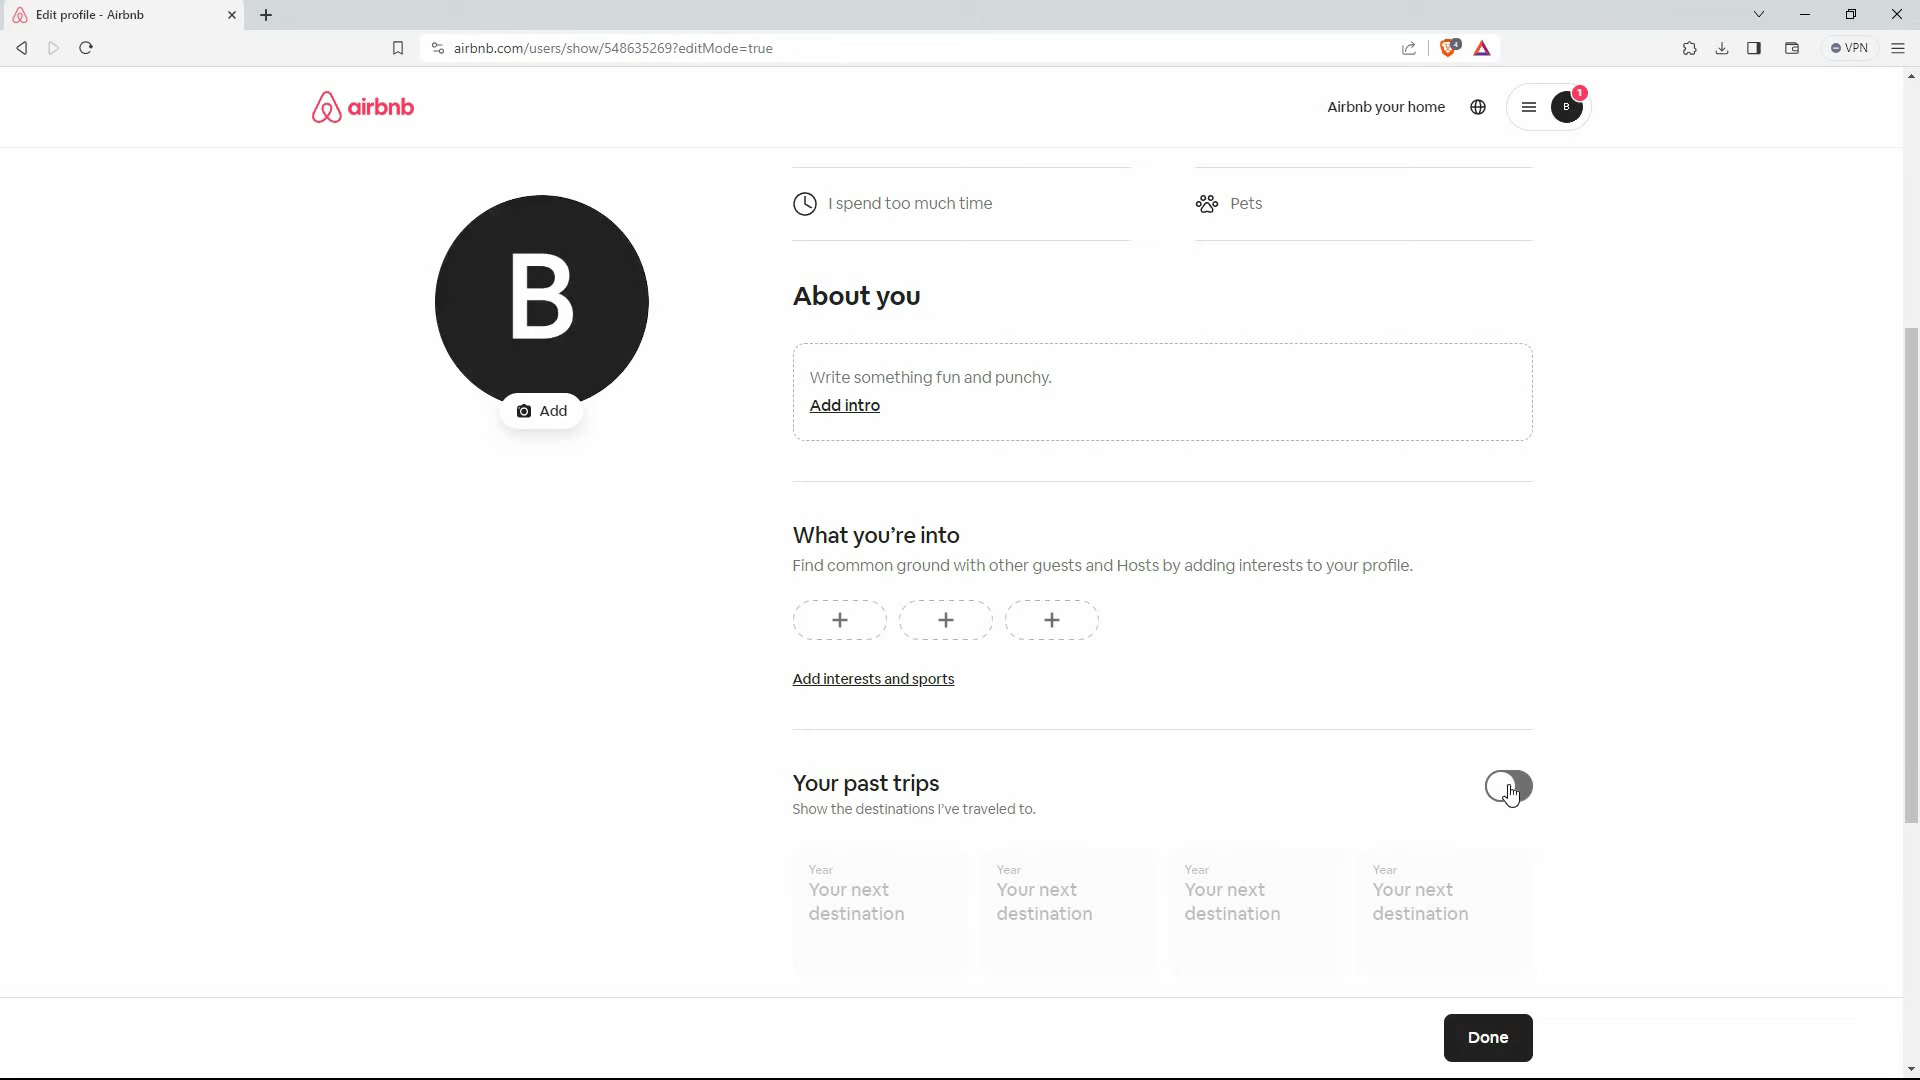 Edit profile - Airbnb
airbnb.com/users/show/548635269?editMode=true
4
VPN
airbnb
Airbnb your home
B
1
I spend too much time
Pets
B
Add
About you
Write something fun and punchy.
Add intro
What you’re into
Find common ground with other guests and Hosts by adding interests to your profile.
Add interests and sports
Your past trips
Show the destinations I’ve traveled to.
Year Year Year Year
Your next Your next Your next Your next
destination destination destination destination
Done